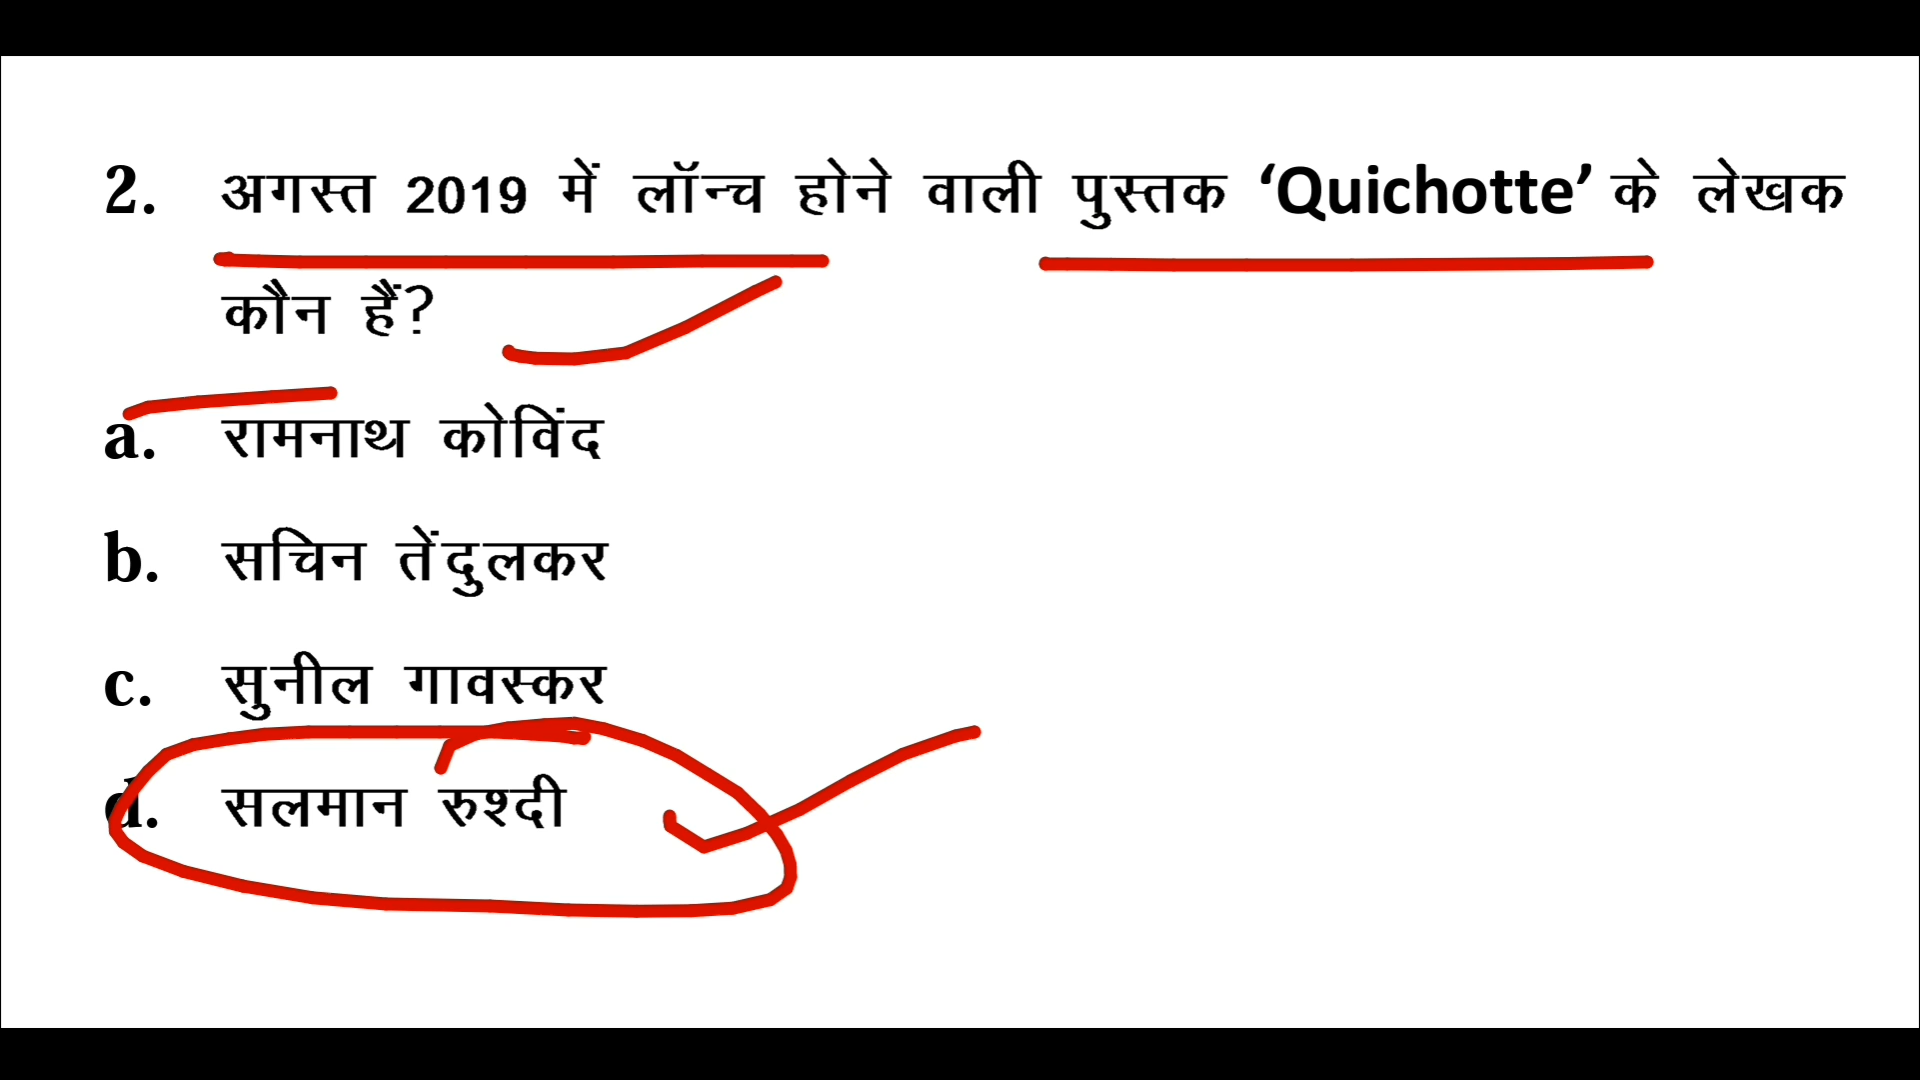 2. अगस्त 2019 में लॉन्च होने वाली पुस्तक ‘Quichotte’ के लेखक
कौन हैं?
a. रामनाथ कोविंद
b. सचिन तेंदुलकर
c. सुनील गावस्कर
d. सलमान रुश्दी